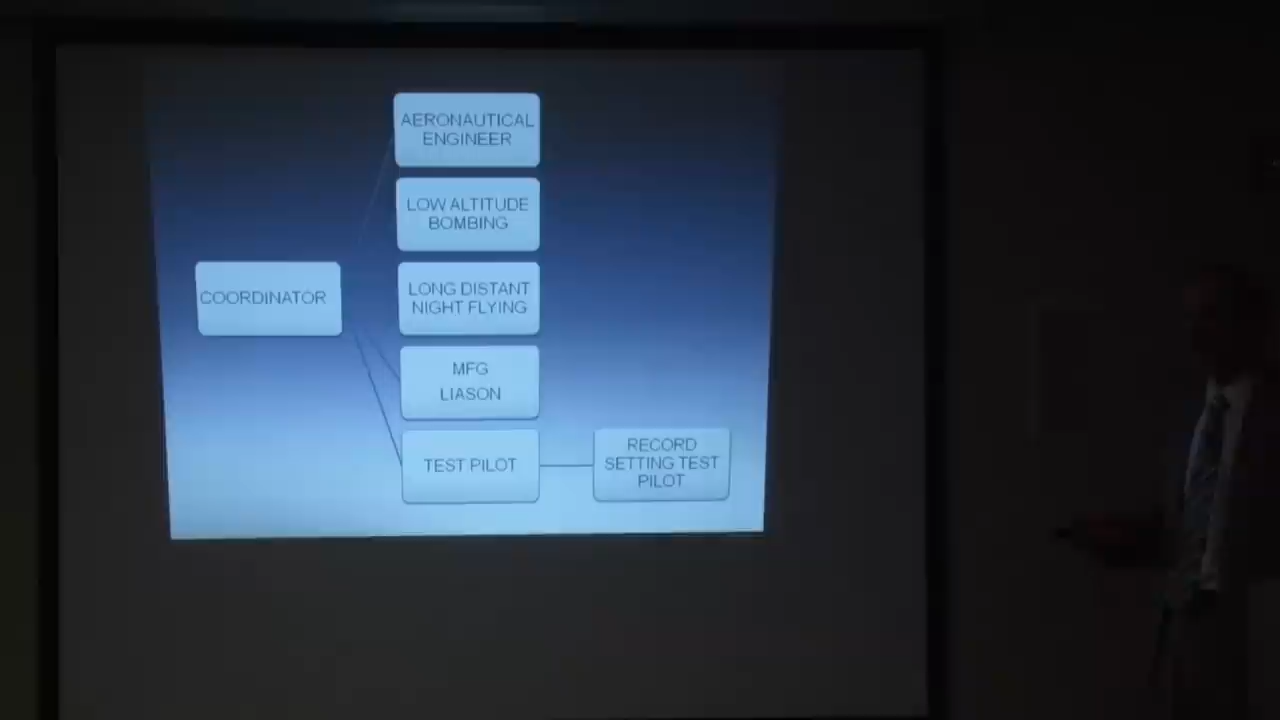 AERONAUTICAL
ENGINEER
LOW ALTITUDE
BOMBING
COORDINATOR
LONG DISTANT
NIGHT FLYING
MFG
LIASON
TEST PILOT
RECORD
SETTING TEST
PILOT